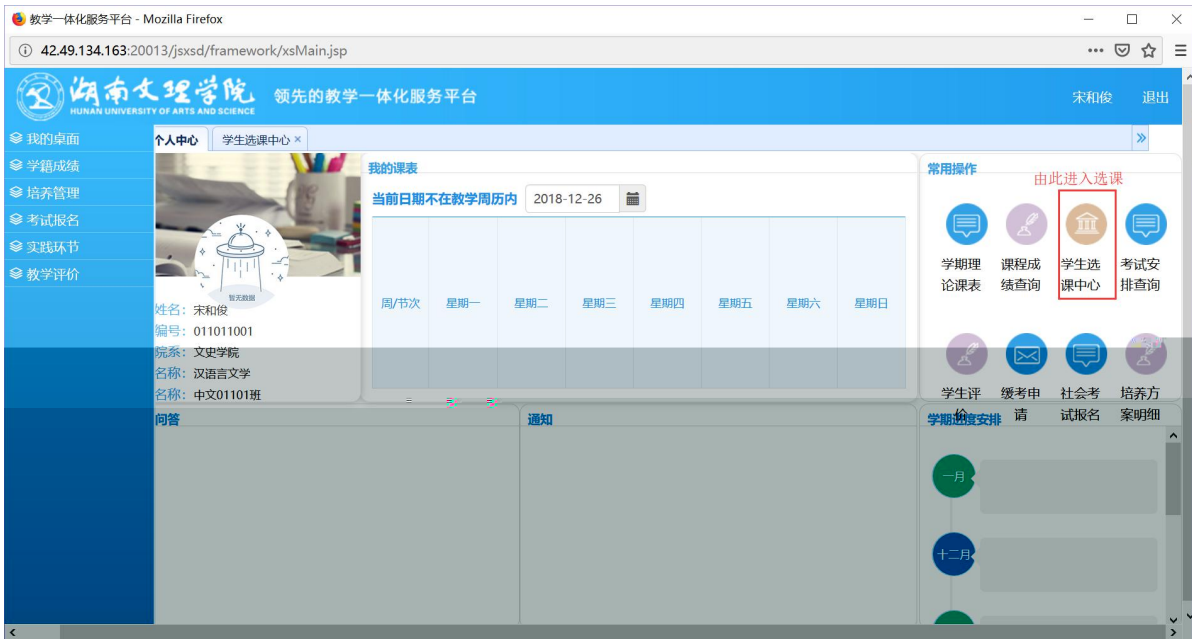 教学一体化服务平台 - Mozilla Firefox
42.49.134.163:20013/jsxsd/framework/xsMain.jsp
湖南文理学院
HUNAN UNIVERSITY OF ARTS AND SCIENCE
领先的教学一体化服务平台
宋和俊 退出
我的桌面
学籍成绩
培养管理
考试报名
实践环节
教学评价
个人中心 学生选课中心 ×
暂无数据
姓名：宋和俊
编号：011011001
院系：文史学院
名称：汉语言文学
名称：中文01101班
我的课表
当前日期不在教学周历内 2018-12-26
周/节次 星期一 星期二 星期三 星期四 星期五 星期六 星期日
常用操作
由此进入选课
学期理论课表
课程成绩查询
学生选课中心
考试安排查询
学生评价
缓考申请
社会考试报名
培养方案明细
问答
通知
学期进度安排
一月
十二月